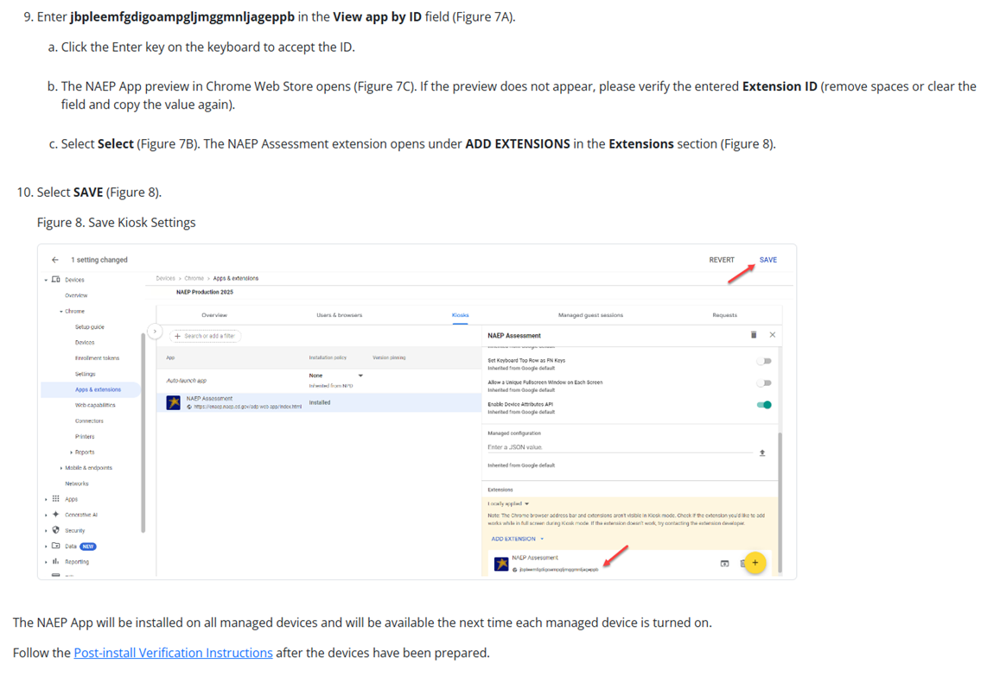 9. Enter jbpleemfgdigoampgljmggmnljageppb in the View app by ID field (Figure 7A).
a. Click the Enter key on the keyboard to accept the ID.
b. The NAEP App preview in Chrome Web Store opens (Figure 7C). If the preview does not appear, please verify the entered Extension ID (remove spaces or clear the
field and copy the value again).
c. Select Select (Figure 7B). The NAEP Assessment extension opens under ADD EXTENSIONS in the Extensions section (Figure 8).
10. Select SAVE (Figure 8).
Figure 8. Save Kiosk Settings
1 setting changed
REVERT
SAVE
Devices
Overview
Chrome
Setup guide
Devices
Enrollment tokens
Settings
Apps & extensions
Web capabilities
Connectors
Printers
Reports
Mobile & endpoints
Networks
Apps
Generative AI
Security
Data NEW
Reporting
Devices > Chrome > Apps & extensions
NAEP Production 2025
Overview
Users & browsers
Kiosks
Managed guest sessions
Requests
+ Search or add a filter
App
Installation policy
Version pinning
Auto-launch app
None
Inherited from NPD
NAEP Assessment
https://enaep.naep.ed.gov/adp-web-app/index.html
Installed
NAEP Assessment
Inherited from Google default
Set Keyboard Top Row as FN Keys
Inherited from Google default
Allow a Unique Fullscreen Window on Each Screen
Inherited from Google default
Enable Device Attributes API
Inherited from Google default
Managed configuration
Enter a JSON value.
Inherited from Google default
Extensions
Locally applied
Note: The Chrome browser address bar and extensions aren't visible in Kiosk mode. Check if the extension you'd like to add
works while in full screen during Kiosk mode. If the extension doesn't work, try contacting the extension developer.
ADD EXTENSION
NAEP Assessment
jbpleemfgdigoampgljmggmnljageppb
+
The NAEP App will be installed on all managed devices and will be available the next time each managed device is turned on.
Follow the Post-install Verification Instructions after the devices have been prepared.